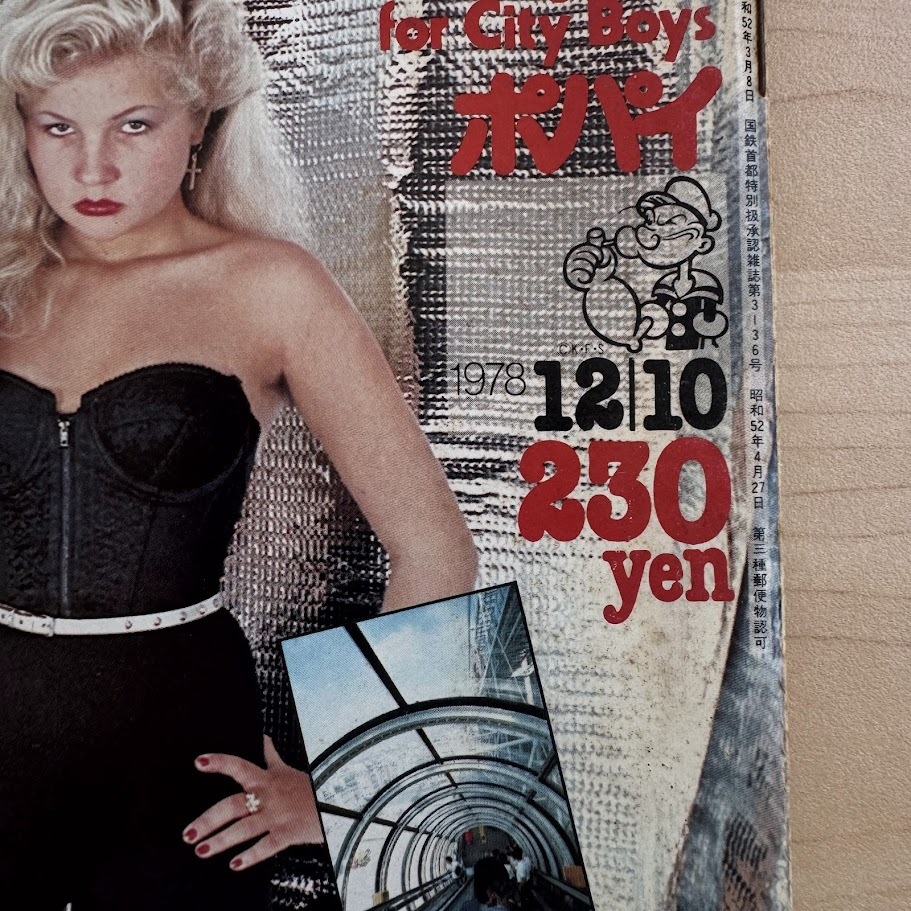 for City Boys
ポパイ
©K·F·S
1978 12|10
230
yen
和52年3月8日 国鉄首都特別扱承認雑誌第3136号 昭和52年4月27日 第三種郵便物認可